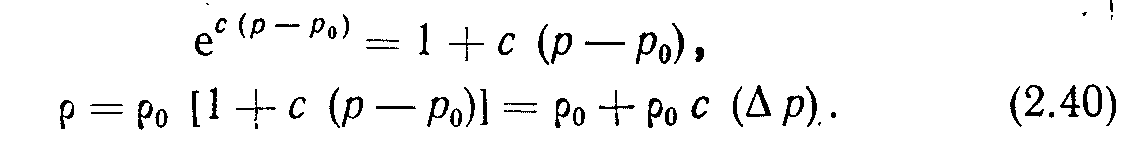 e^{c (p − p₀)} = 1 + c (p − p₀),
ρ = ρ₀ [1 + c (p − p₀)] = ρ₀ + ρ₀ c (Δ p). (2.40)